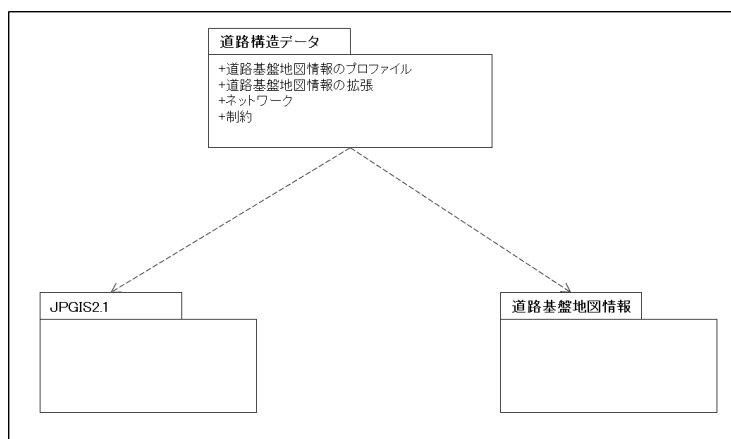 道路構造データ
+道路基盤地図情報のプロファイル
+道路基盤地図情報の拡張
+ネットワーク
+制約
JPGIS2.1
道路基盤地図情報